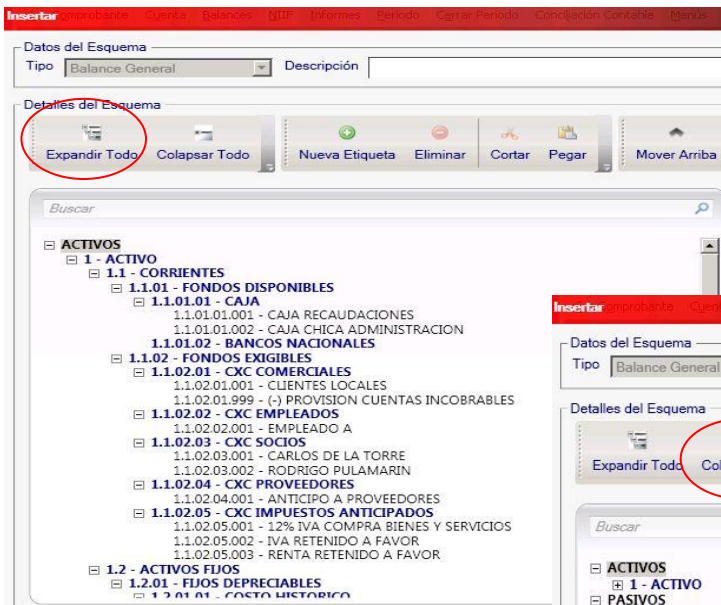 Insertar Comprobante Cuenta Balances NIIF Informes Periodo Cerrar Periodo Conciliación Contable Menús
Datos del Esquema
Tipo Balance General Descripción
Detalles del Esquema
Expandir Todo Colapsar Todo Nueva Etiqueta Eliminar Cortar Pegar Mover Arriba
Buscar
ACTIVOS
1 - ACTIVO
1.1 - CORRIENTES
1.1.01 - FONDOS DISPONIBLES
1.1.01.01 - CAJA
1.1.01.01.001 - CAJA RECAUDACIONES
1.1.01.01.002 - CAJA CHICA ADMINISTRACION
1.1.01.02 - BANCOS NACIONALES
1.1.02 - FONDOS EXIGIBLES
1.1.02.01 - CXC COMERCIALES
1.1.02.01.001 - CLIENTES LOCALES
1.1.02.01.999 - (-) PROVISION CUENTAS INCOBRABLES
1.1.02.02 - CXC EMPLEADOS
1.1.02.02.001 - EMPLEADO A
1.1.02.03 - CXC SOCIOS
1.1.02.03.001 - CARLOS DE LA TORRE
1.1.02.03.002 - RODRIGO PULAMARIN
1.1.02.04 - CXC PROVEEDORES
1.1.02.04.001 - ANTICIPO A PROVEEDORES
1.1.02.05 - CXC IMPUESTOS ANTICIPADOS
1.1.02.05.001 - 12% IVA COMPRA BIENES Y SERVICIOS
1.1.02.05.002 - IVA RETENIDO A FAVOR
1.1.02.05.003 - RENTA RETENIDO A FAVOR
1.2 - ACTIVOS FIJOS
1.2.01 - FIJOS DEPRECIABLES
1.2.01.01 - COSTO HISTORICO
Insertar
Datos del Esquema
Tipo Balance General
Detalles del Esquema
Expandir Todo Col
Buscar
ACTIVOS
1 - ACTIVO
PASIVOS